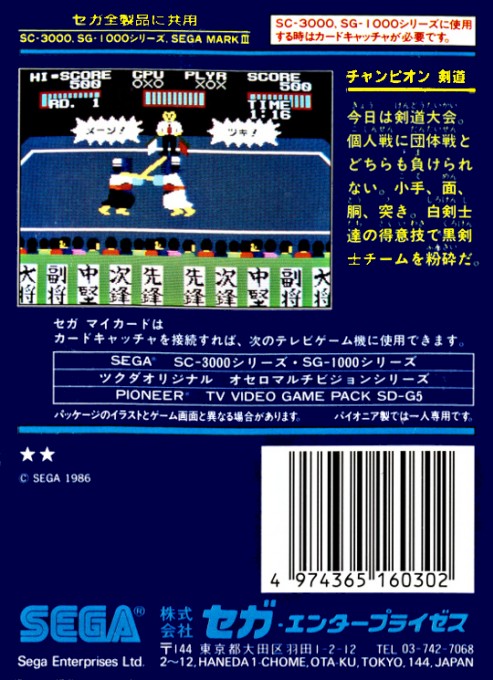 セガ全製品に共用
SC-3000, SG-1000シリーズ, SEGA MARK III
SC-3000, SG-1000シリーズに使用
する時はカードキャッチャが必要です。
HI-SCORE CPU PLYR SCORE
500 OXO XOX 500
RD. 1 TIME
1:16
メーン!
ツキ!
大将 副将 中堅 次鋒 先鋒 先鋒 次鋒 中堅 副将 大将
チャンピオン 剣道
今日は剣道大会。
個人戦に団体戦と
どちらも負けられ
ない。小手、面、
胴、突き。白剣士
達の得意技で黒剣
士チームを粉砕だ。
セガ マイカードは
カードキャッチャを接続すれば、次のテレビゲーム機に使用できます。
SEGA® SC-3000シリーズ・SG-1000シリーズ
ツクダオリジナル オセロマルチビジョンシリーズ
PIONEER® TV VIDEO GAME PACK SD-G5
パッケージのイラストとゲーム画面と異なる場合があります。 パイオニア製では一人専用です。
★★
© SEGA 1986
4 974365 160302
SEGA® 株式会社 セガ・エンタープライゼス
〒144 東京都大田区羽田1-2-12 TEL 03-742-7068
Sega Enterprises Ltd. 2〜12, HANEDA 1-CHOME, OTA-KU, TOKYO, 144, JAPAN